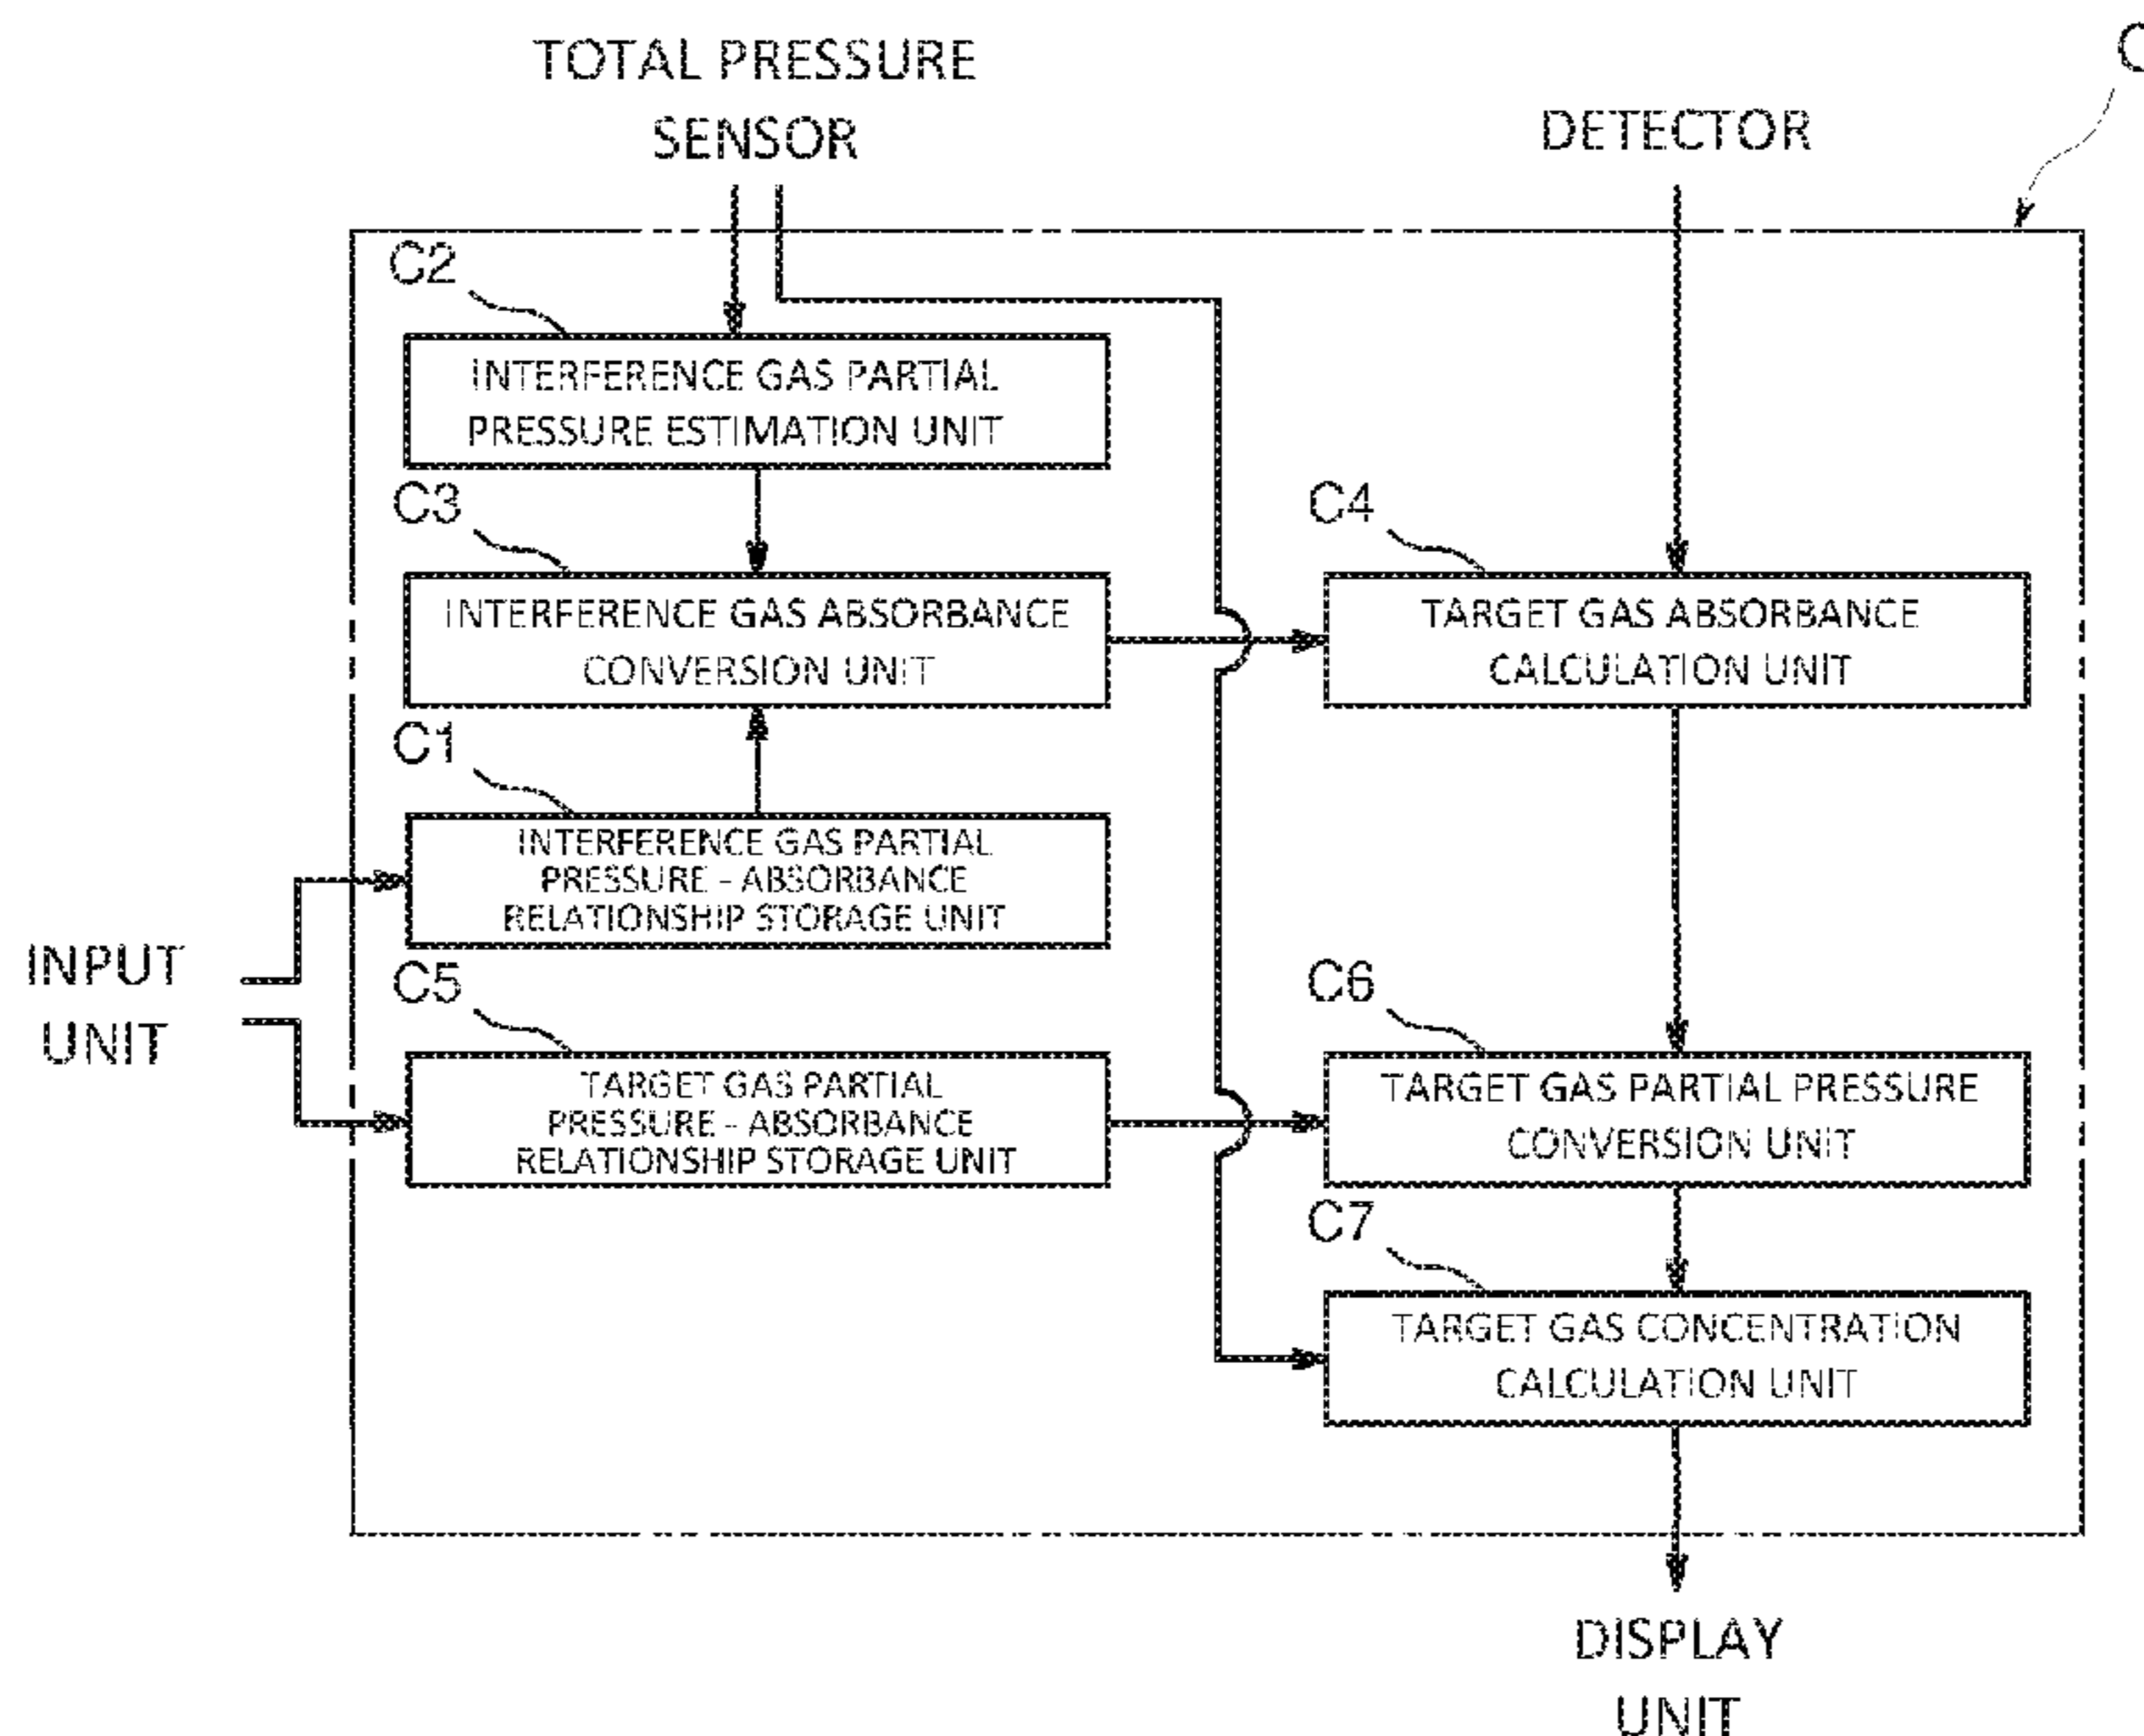 TOTAL PRESSURE
SENSOR
DETECTOR
C
C2
INTERFERENCE GAS PARTIAL
PRESSURE ESTIMATION UNIT
C3
INTERFERENCE GAS ABSORBANCE
CONVERSION UNIT
C4
TARGET GAS ABSORBANCE
CALCULATION UNIT
C1
INTERFERENCE GAS PARTIAL
PRESSURE - ABSORBANCE
RELATIONSHIP STORAGE UNIT
INPUT
UNIT
C5
TARGET GAS PARTIAL
PRESSURE - ABSORBANCE
RELATIONSHIP STORAGE UNIT
C6
TARGET GAS PARTIAL PRESSURE
CONVERSION UNIT
C7
TARGET GAS CONCENTRATION
CALCULATION UNIT
DISPLAY
UNIT